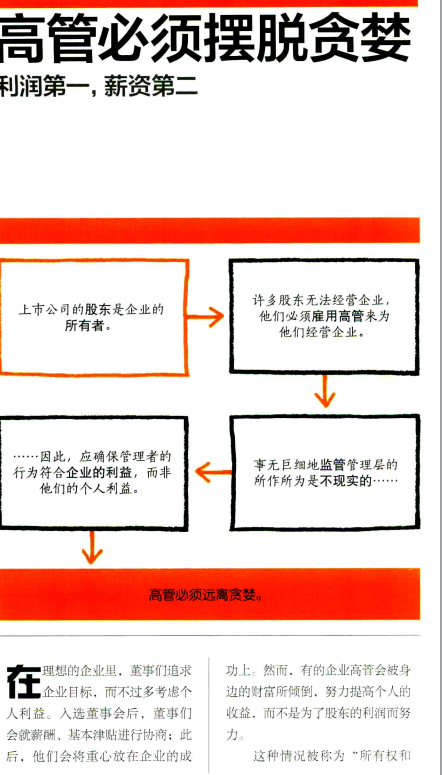 高管必须摆脱贪婪
利润第一，薪资第二
上市公司的股东是企业的
所有者。
许多股东无法经营企业，
他们必须雇用高管来为
他们经营企业。
事无巨细地监管管理层的
所作所为是不现实的……
……因此，应确保管理者的
行为符合企业的利益，而非
他们的个人利益。
高管必须远离贪婪。
在理想的企业里，董事们追求
企业目标，而不过多考虑个
人利益。入选董事会后，董事们
会就薪酬、基本津贴进行协商；此
后，他们会将重心放在企业的成
功上。然而，有的企业高管会被身
边的财富所倾倒，努力提高个人的
收益，而不是为了股东的利润而努
力。
这种情况被称为“所有权和